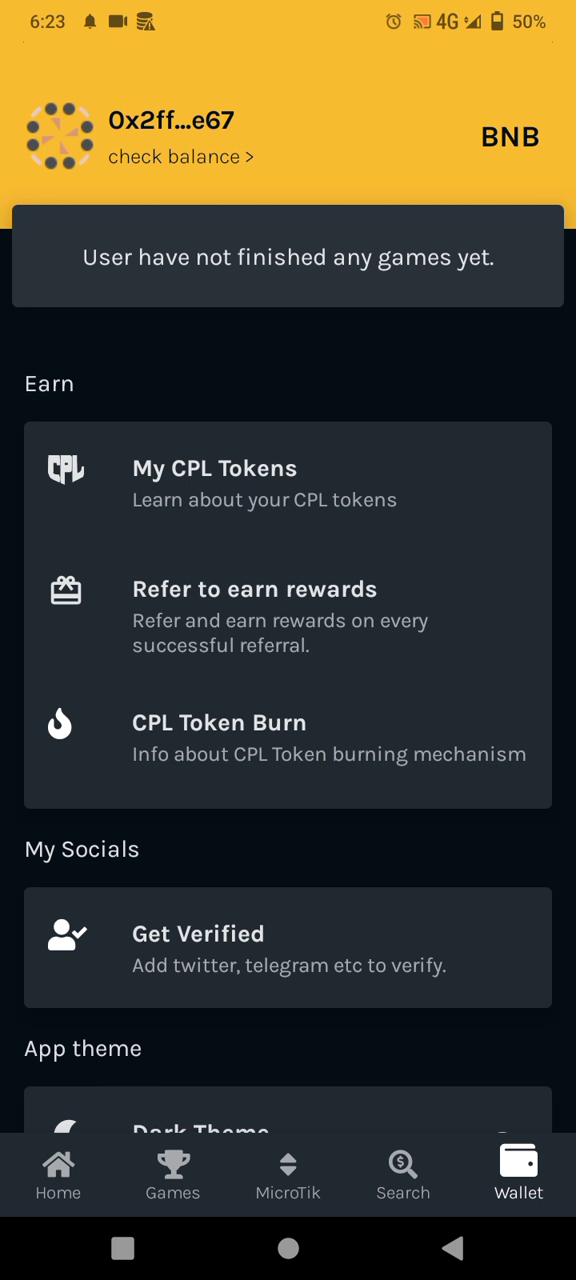 6:23
4G
50%
0x2ff...e67
check balance >
BNB
User have not finished any games yet.
Earn
CPL
My CPL Tokens
Learn about your CPL tokens
Refer to earn rewards
Refer and earn rewards on every
successful referral.
CPL Token Burn
Info about CPL Token burning mechanism
My Socials
Get Verified
Add twitter, telegram etc to verify.
App theme
Dark Theme
Home
Games
MicroTik
Search
Wallet